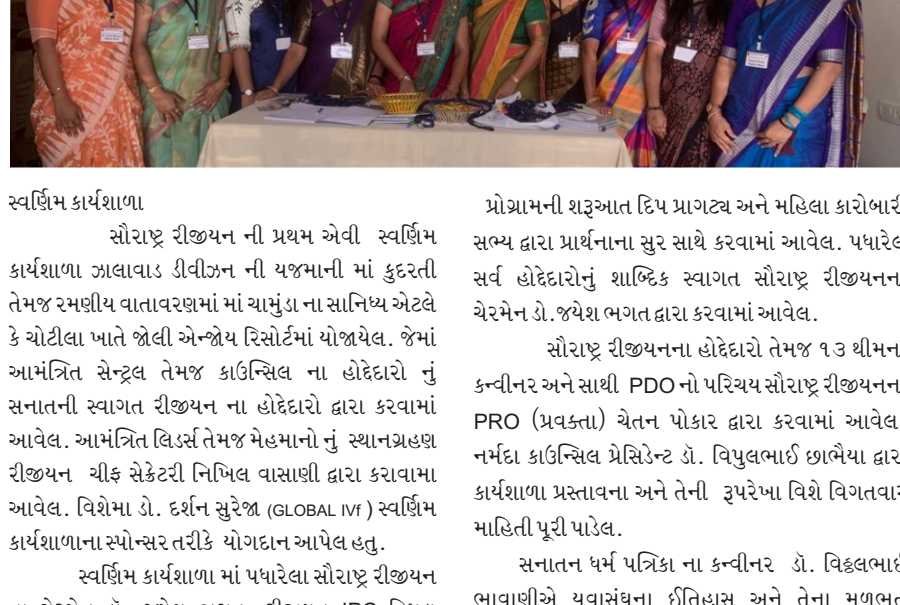 સ્વર્ણિમ કાર્યશાળા
સૌરાષ્ટ્ર રીજીયન ની પ્રથમ એવી સ્વર્ણિમ
કાર્યશાળા ઝાલાવાડ ડીવીઝન ની યજમાની માં કુદરતી
તેમજ રમણીય વાતાવરણમાં માં ચામુંડા ના સાનિધ્ય એટલે
કે ચોટીલા ખાતે જોલી એન્જોય રિસોર્ટમાં યોજાયેલ. જેમાં
આમંત્રિત સેન્ટ્રલ તેમજ કાઉન્સિલ ના હોદ્દેદારો નું
સનાતની સ્વાગત રીજીયન ના હોદ્દેદારો દ્વારા કરવામાં
આવેલ. આમંત્રિત લિડર્સ તેમજ મેહમાનો નું સ્થાનગ્રહણ
રીજીયન ચીફ સેક્રેટરી નિખિલ વાસાણી દ્વારા કરાવામા
આવેલ. વિશેમા ડો. દર્શન સુરેજા (GLOBAL IVf ) સ્વર્ણિમ
કાર્યશાળાના સ્પોન્સર તરીકે યોગદાન આપેલ હતુ.
સ્વર્ણિમ કાર્યશાળા માં પધારેલા સૌરાષ્ટ્ર રીજીયન
પ્રોગ્રામની શરૂઆત દિપ પ્રાગટ્ય અને મહિલા કારોબારી
સભ્ય દ્વારા પ્રાર્થનાના સુર સાથે કરવામાં આવેલ. પધારેલ
સર્વ હોદ્દેદારોનું શાબ્દિક સ્વાગત સૌરાષ્ટ્ર રીજીયનન
ચેરમેન ડો.જયેશ ભગત દ્વારા કરવામાં આવેલ.
સૌરાષ્ટ્ર રીજીયનના હોદ્દેદારો તેમજ ૧૩ થીમન
કન્વીનર અને સાથી PDO નો પરિચય સૌરાષ્ટ્ર રીજીયનન
PRO (પ્રવક્તા) ચેતન પોકાર દ્વારા કરવામાં આવેલ
નર્મદા કાઉન્સિલ પ્રેસિડેન્ટ ડૉ. વિપુલભાઈ છાભૈયા દ્વાર
કાર્યશાળા પ્રસ્તાવના અને તેની રૂપરેખા વિશે વિગતવાર
માહિતી પૂરી પાડેલ.
સનાતન ધર્મ પત્રિકા ના કન્વીનર ડૉ. વિઠ્ઠલભાઈ
ભાવાણીએ યુવાસંઘના ઈતિહાસ અને તેના મૂળભૂત